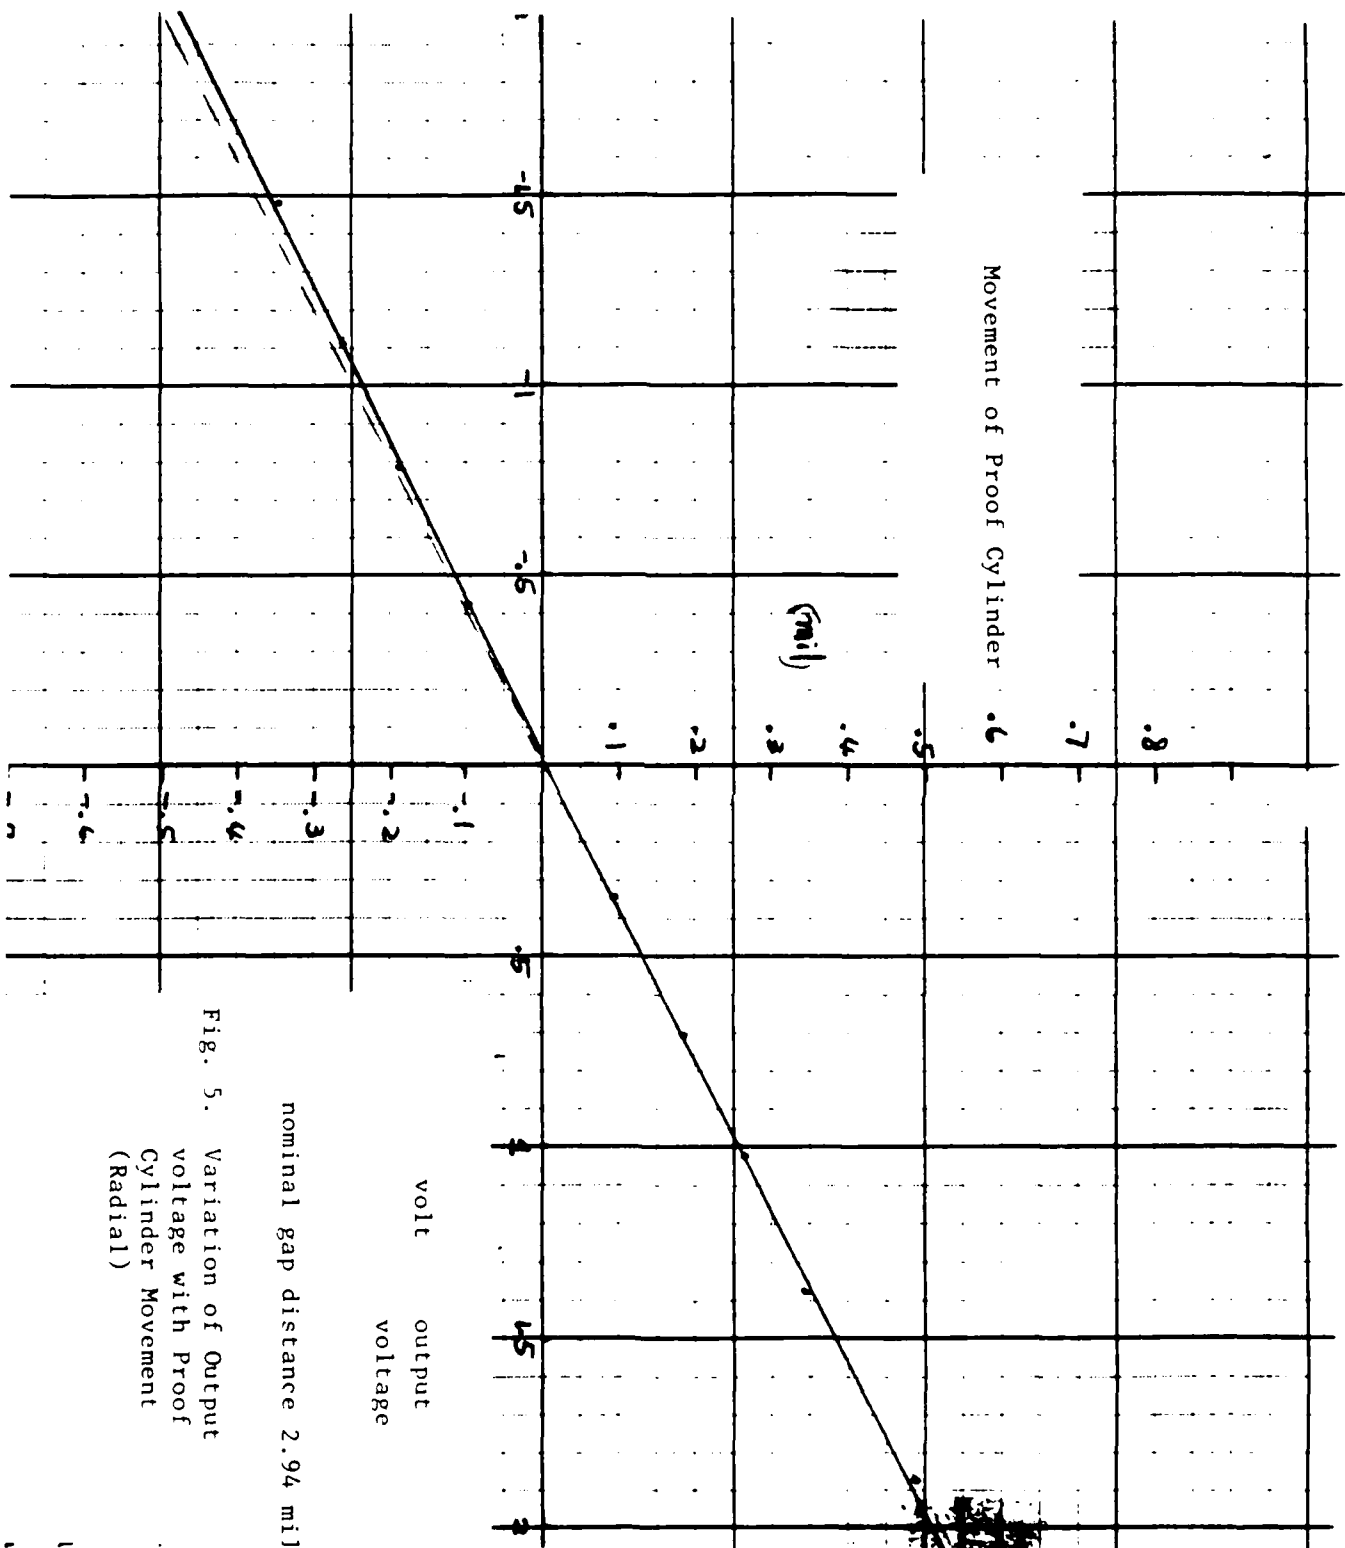 Movement of Proof Cylinder
(mil)
.8
.7
.6
.5
.4
.3
.2
.1
-.1
-.2
-.3
-.4
-.5
-.6
-1.5
-1
-.5
.5
1
1.5
2
volt output
voltage
nominal gap distance 2.94 mil
Fig. 5. Variation of Output
voltage with Proof
Cylinder Movement
(Radial)